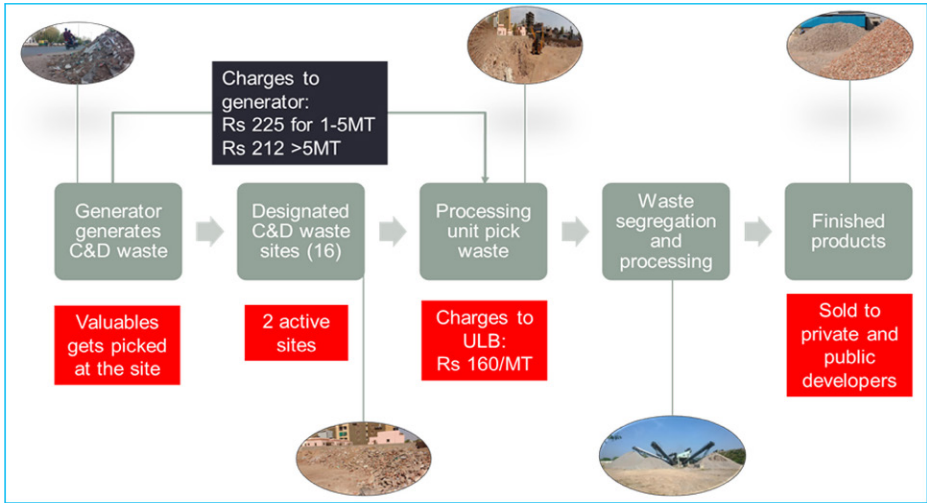 Charges to
generator:
Rs 225 for 1-5MT
Rs 212 >5MT
Generator
generates
C&D waste
Designated
C&D waste
sites (16)
Processing
unit pick
waste
Waste
segregation
and
processing
Finished
products
Valuables
gets picked
at the site
2 active
sites
Charges to
ULB:
Rs 160/MT
Sold to
private and
public
developers